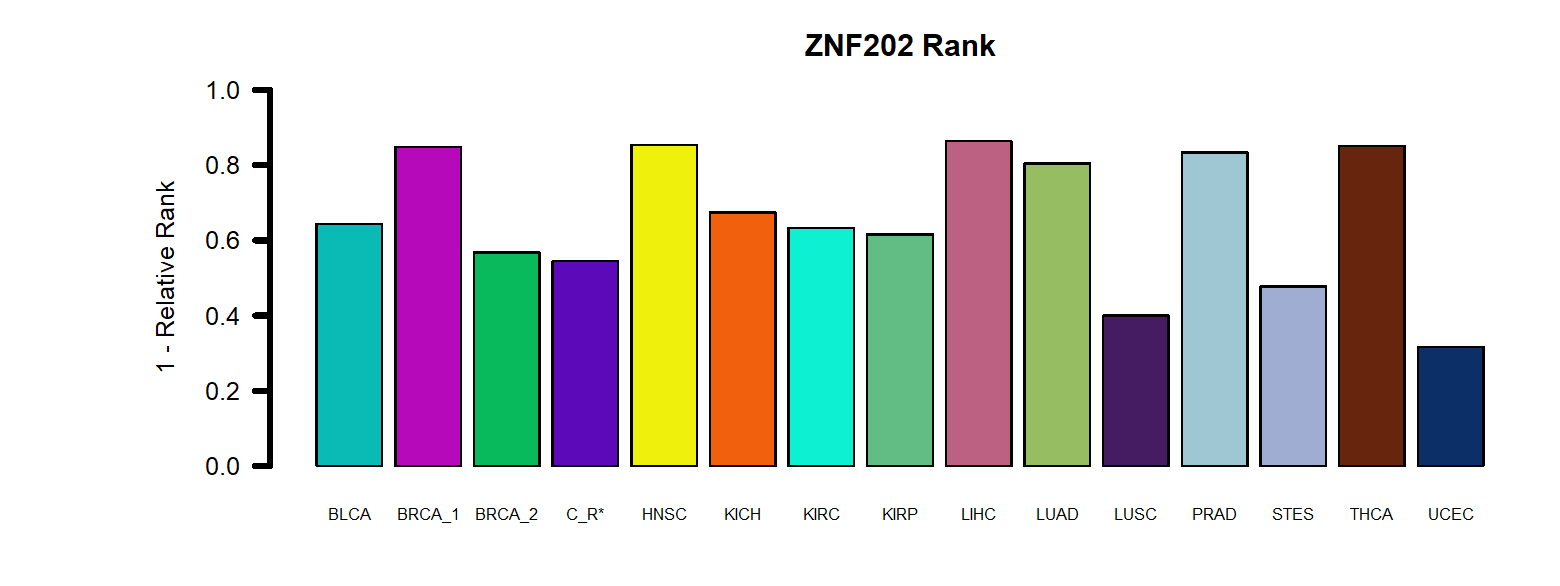 ZNF202 Rank
1 - Relative Rank
1.0
0.8
0.6
0.4
0.2
0.0
BLCA BRCA_1 BRCA_2 C_R* HNSC KICH KIRC KIRP LIHC LUAD LUSC PRAD STES THCA UCEC